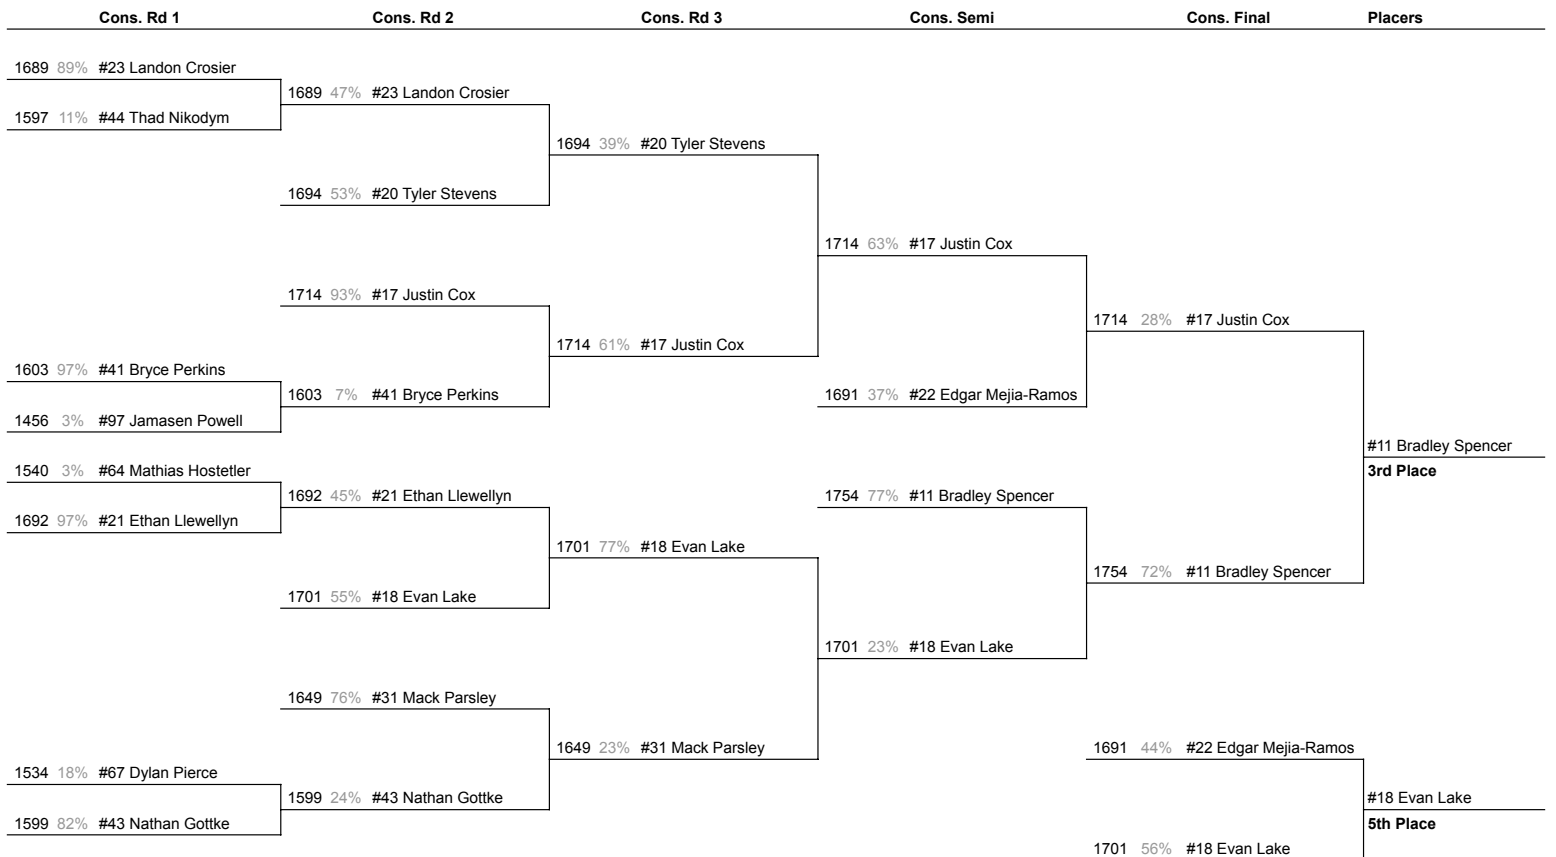 Cons. Rd 1 Cons. Rd 2 Cons. Rd 3 Cons. Semi Cons. Final Placers
1689 89% #23 Landon Crosier
1689 47% #23 Landon Crosier
1597 11% #44 Thad Nikodym
1694 39% #20 Tyler Stevens
1694 53% #20 Tyler Stevens
1714 63% #17 Justin Cox
1714 93% #17 Justin Cox
1714 28% #17 Justin Cox
1714 61% #17 Justin Cox
1603 97% #41 Bryce Perkins
1603 7% #41 Bryce Perkins
1691 37% #22 Edgar Mejia-Ramos
1456 3% #97 Jamasen Powell
#11 Bradley Spencer
1540 3% #64 Mathias Hostetler
3rd Place
1692 45% #21 Ethan Llewellyn
1754 77% #11 Bradley Spencer
1692 97% #21 Ethan Llewellyn
1701 77% #18 Evan Lake
1754 72% #11 Bradley Spencer
1701 55% #18 Evan Lake
1701 23% #18 Evan Lake
1649 76% #31 Mack Parsley
1649 23% #31 Mack Parsley
1691 44% #22 Edgar Mejia-Ramos
1534 18% #67 Dylan Pierce
1599 24% #43 Nathan Gottke
#18 Evan Lake
1599 82% #43 Nathan Gottke
5th Place
1701 56% #18 Evan Lake